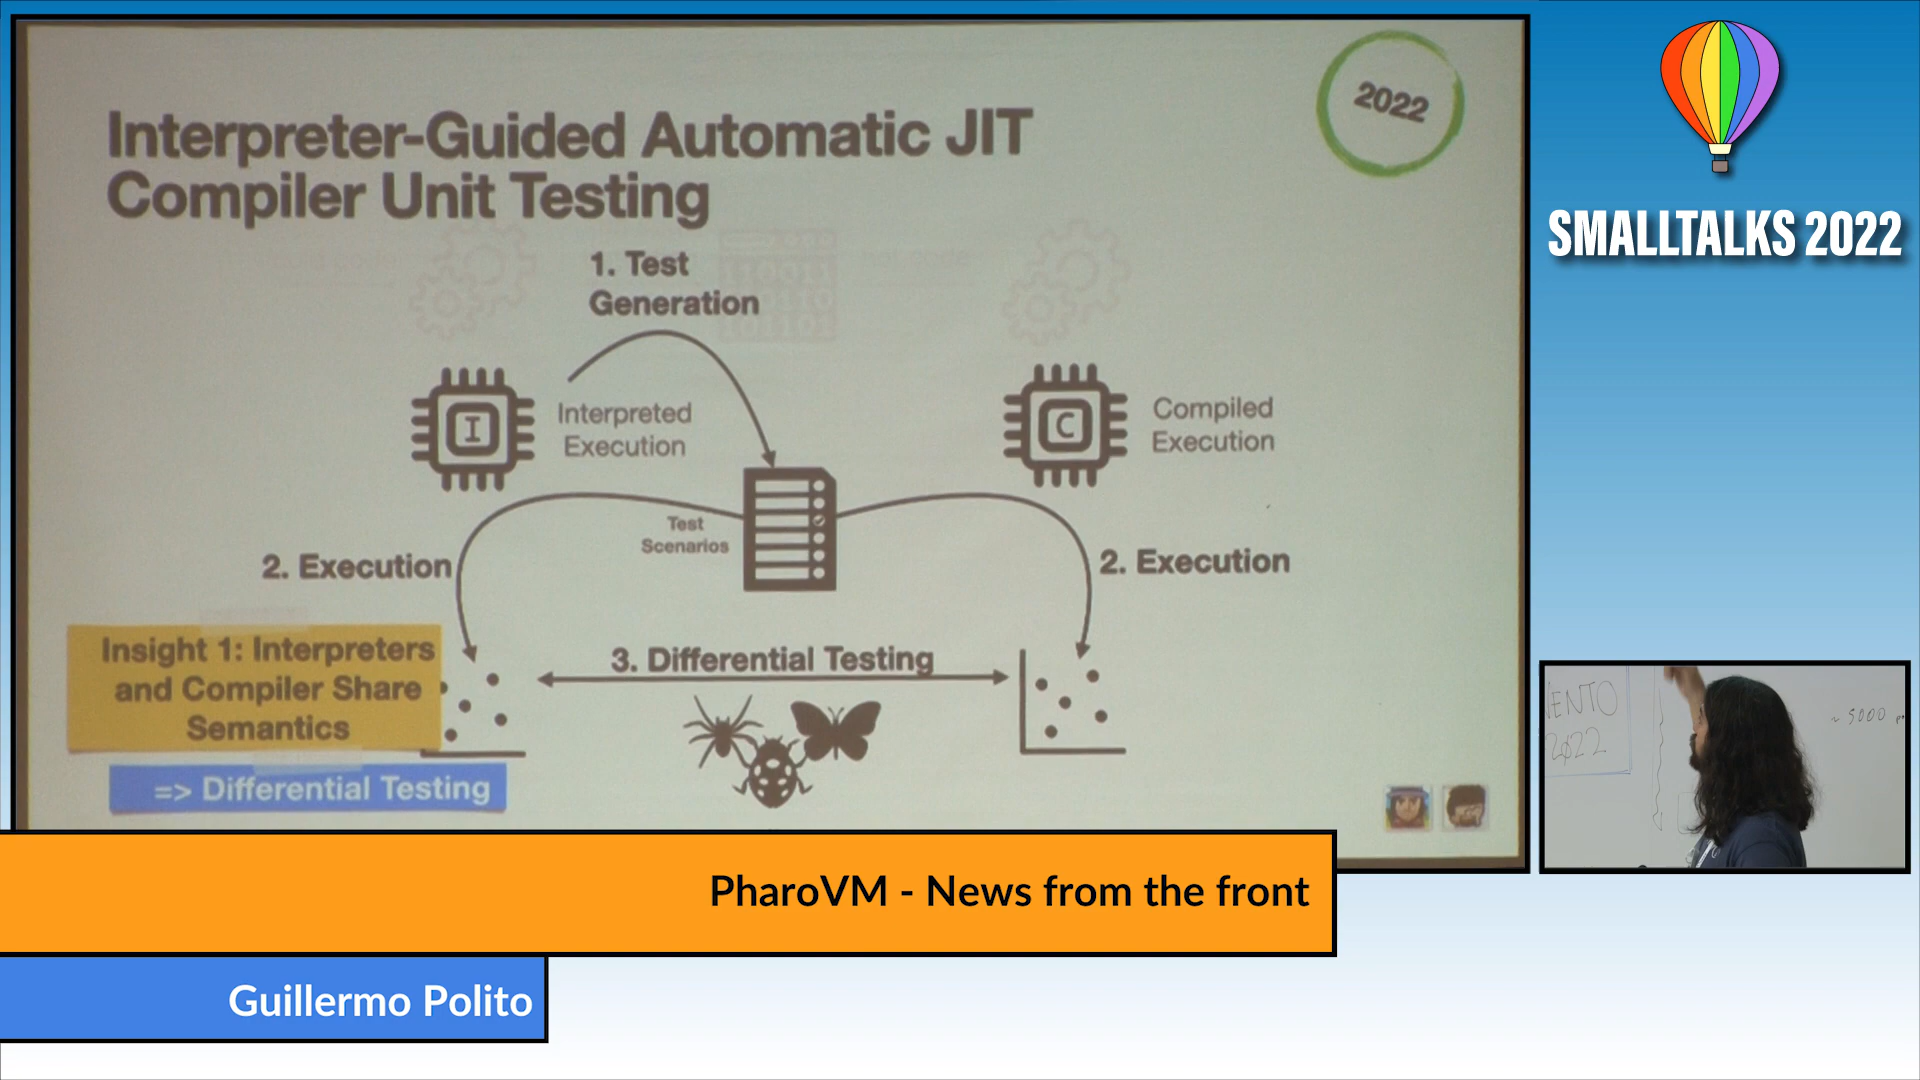 Interpreter-Guided Automatic JIT
Compiler Unit Testing
2022
1. Test
Generation
I
Interpreted
Execution
C
Compiled
Execution
Test
Scenarios
2. Execution
2. Execution
Insight 1: Interpreters
and Compiler Share
Semantics
3. Differential Testing
=> Differential Testing
SMALLTALKS 2022
2022
~ 5000
PharoVM - News from the front
Guillermo Polito